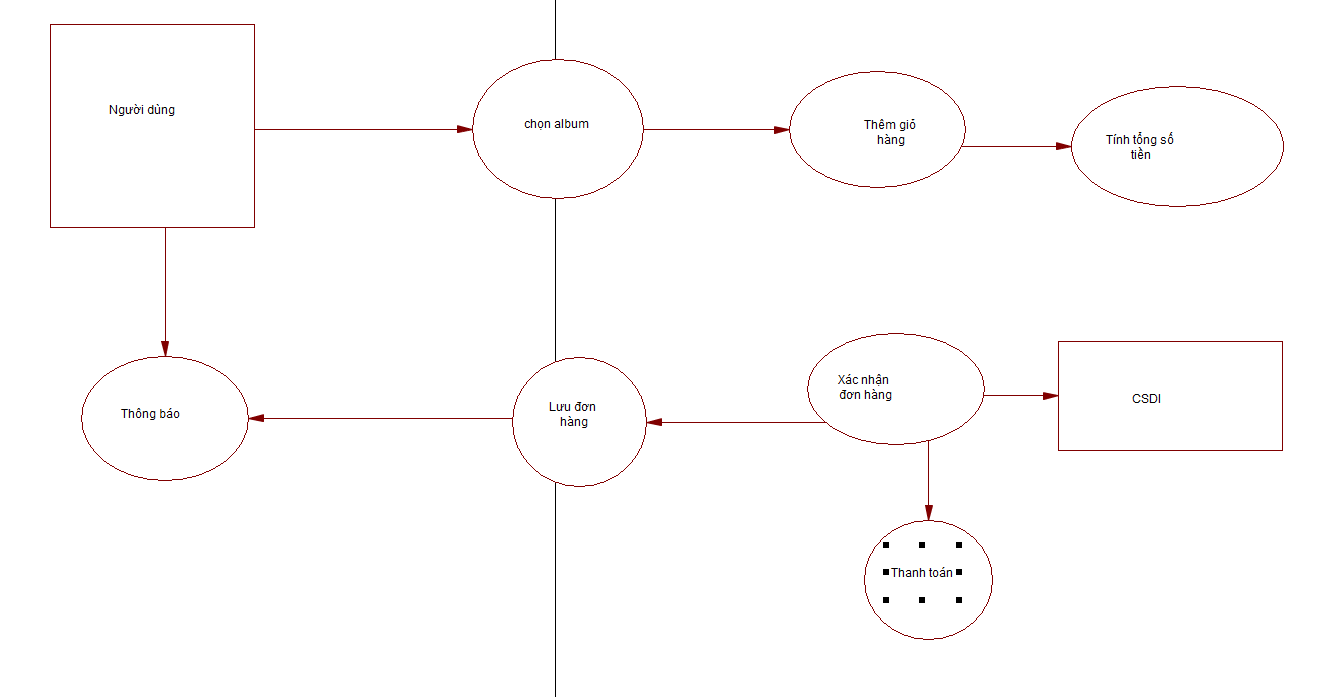 Người dùng
chọn album
Thêm giỏ
hàng
Tính tổng số
tiền
Thông báo
Lưu đơn
hàng
Xác nhận
đơn hàng
CSDI
Thanh toán